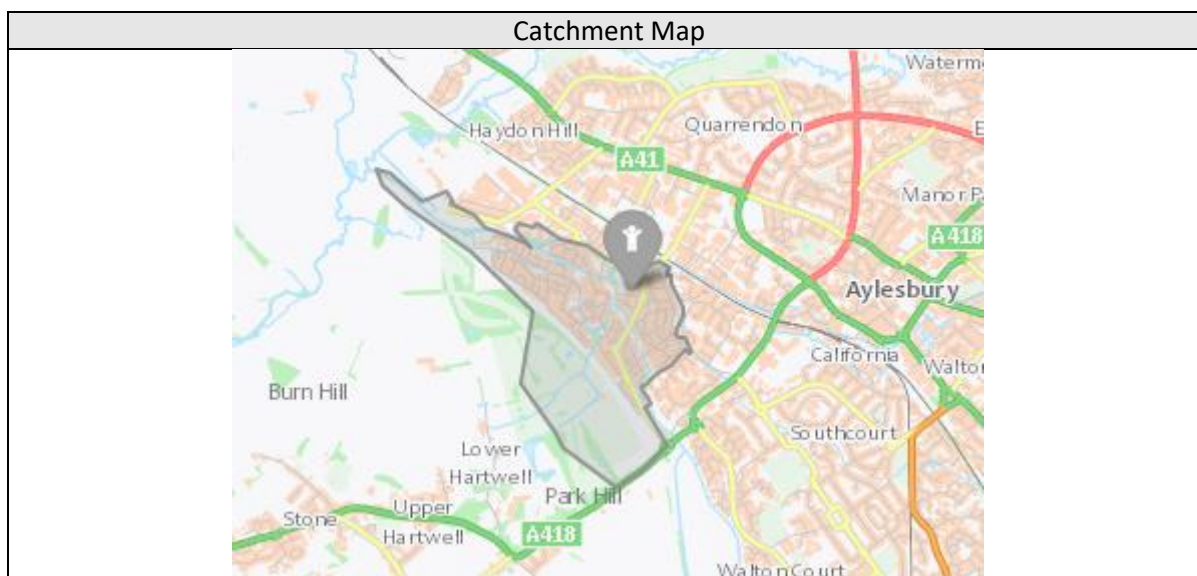 Catchment Map
Haydon Hill
Quarrendon
A41
Manor P
A418
Aylesbury
California
Walto
Burn Hill
Southcourt
Lower
Hartwell
Park Hill
Upper
Hartwell
Stone
A418
Walton Court